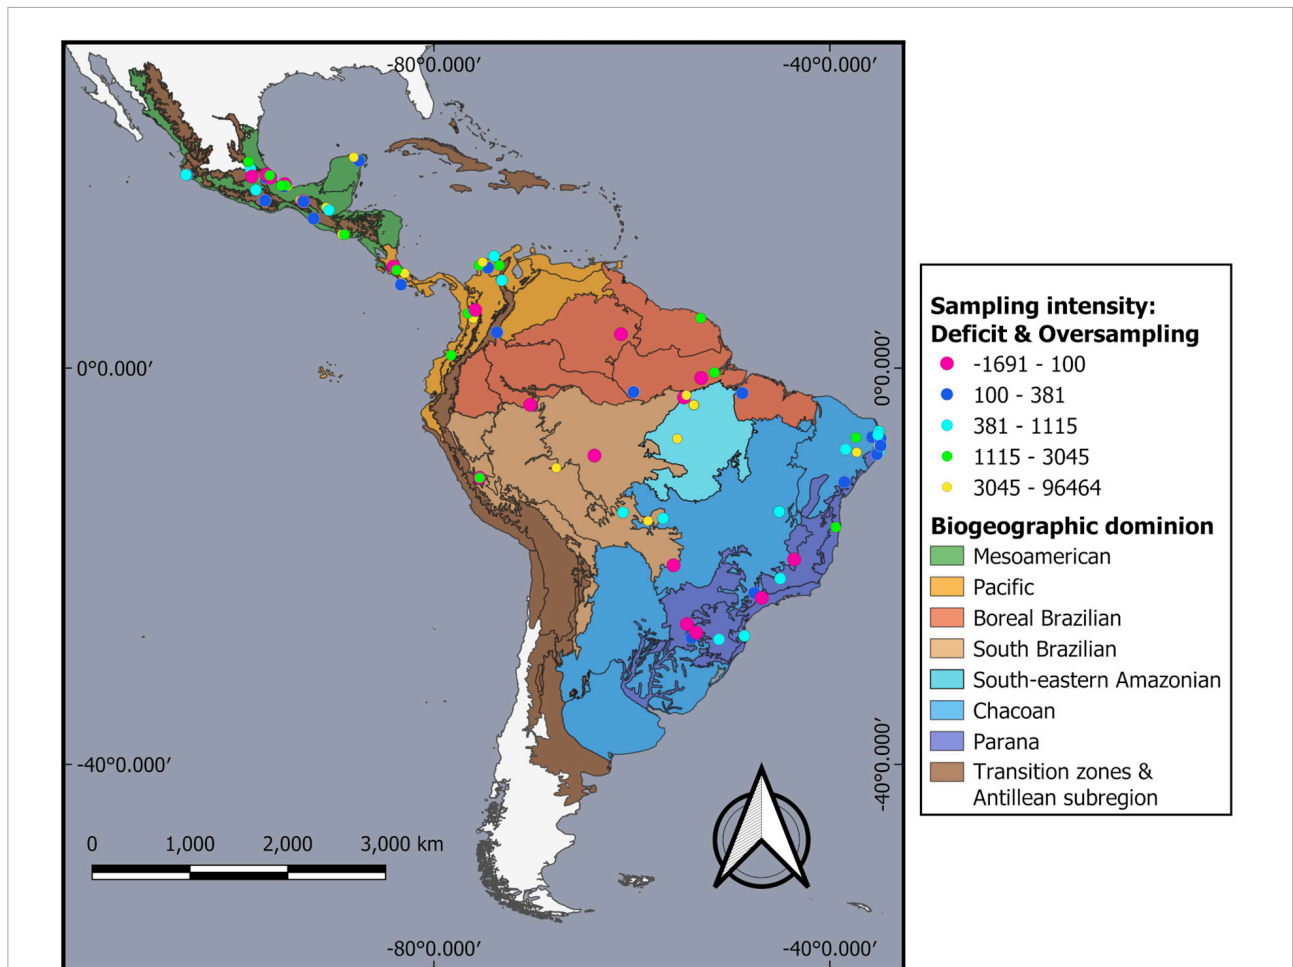 -80°0.000′
-40°0.000′
0°0.000′
0°0.000′
-40°0.000′
-40°0.000′
0 1,000 2,000 3,000 km
-80°0.000′
-40°0.000′
Sampling intensity:
Deficit & Oversampling
-1691 - 100
100 - 381
381 - 1115
1115 - 3045
3045 - 96464
Biogeographic dominion
Mesoamerican
Pacific
Boreal Brazilian
South Brazilian
South-eastern Amazonian
Chacoan
Parana
Transition zones &
Antillean subregion